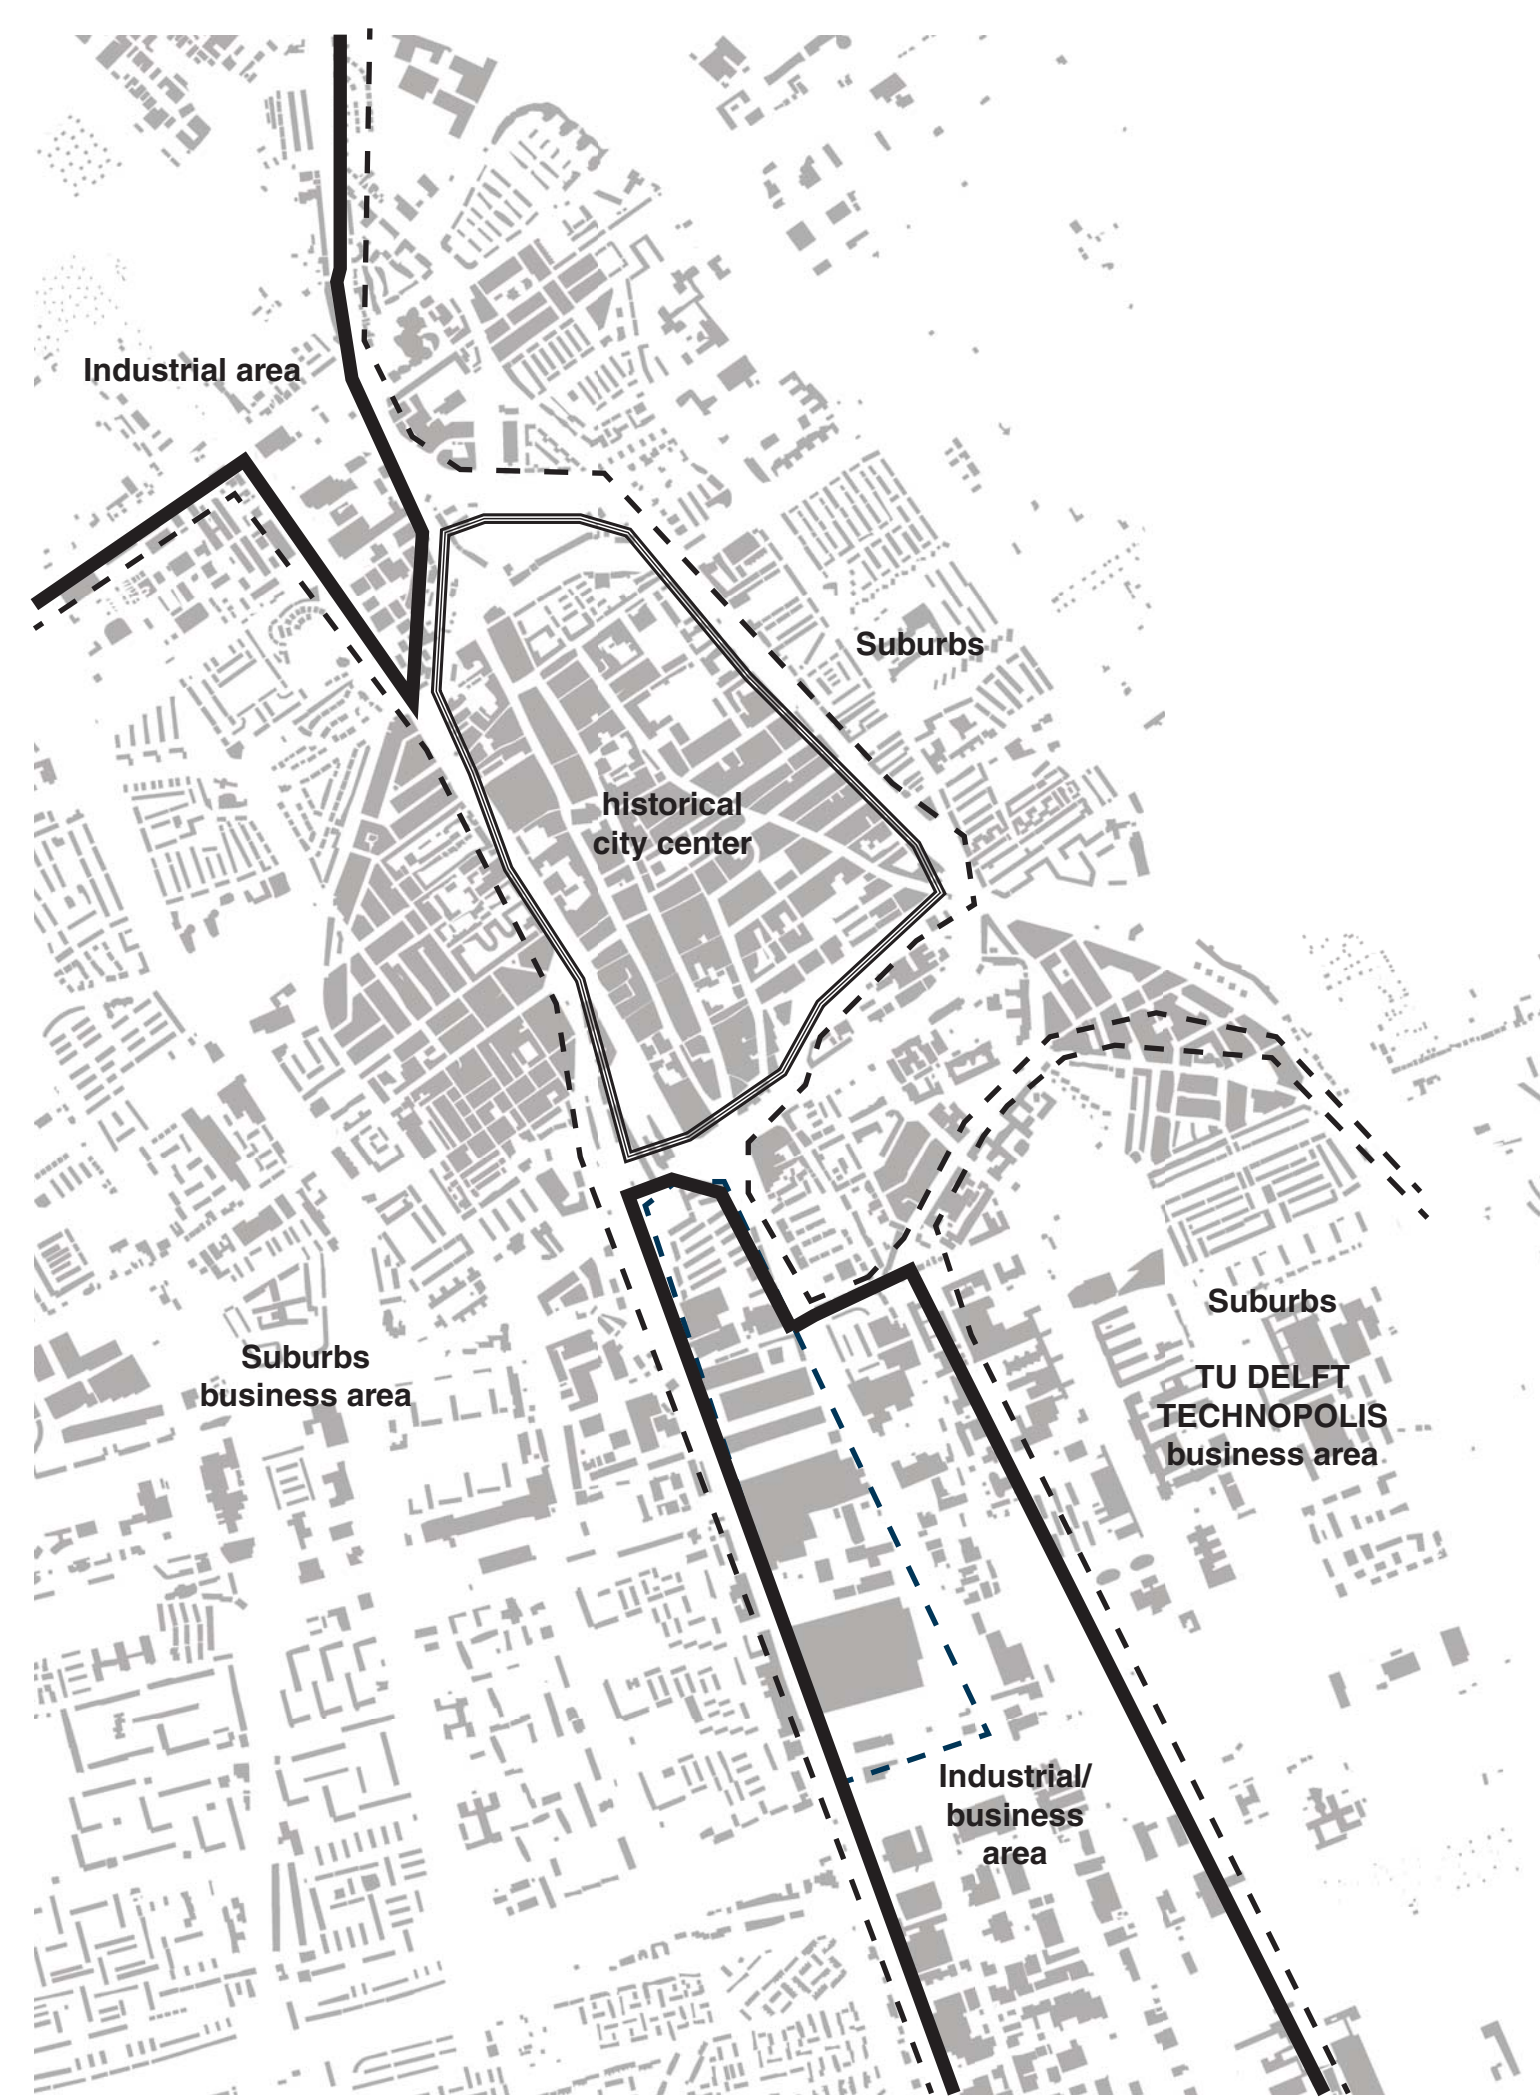 Industrial area
Suburbs
historical
city center
Suburbs
Suburbs
business area
TU DELFT
TECHNOPOLIS
business area
Industrial/
business
area